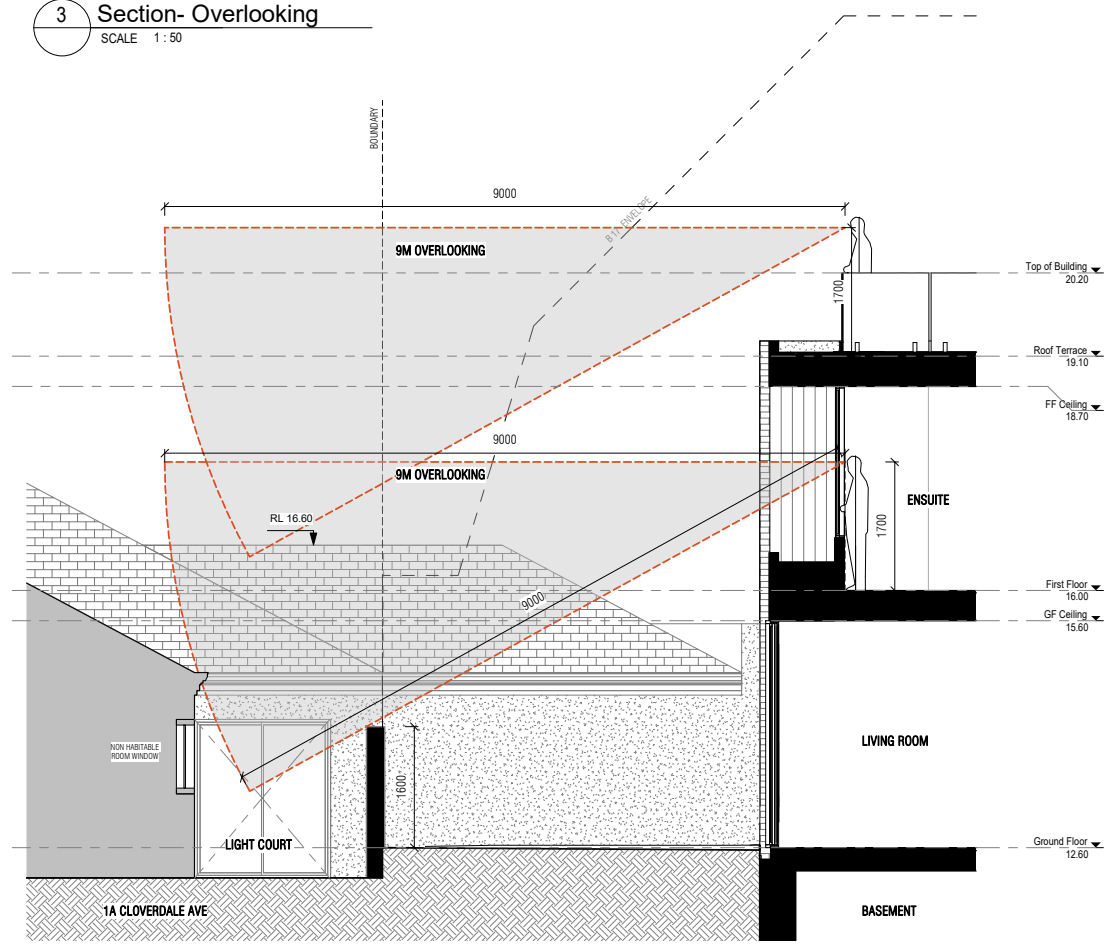 3
Section- Overlooking
SCALE 1 : 50
BOUNDARY
9000
B17 ENVELOPE
9M OVERLOOKING
1700
Top of Building
20.20
Roof Terrace
19.10
FF Ceiling
18.70
9000
9M OVERLOOKING
ENSUITE
RL 16.60
1700
9000
First Floor
16.00
GF Ceiling
15.60
NON HABITABLE
ROOM WINDOW
LIVING ROOM
1600
LIGHT COURT
Ground Floor
12.60
1A CLOVERDALE AVE
BASEMENT